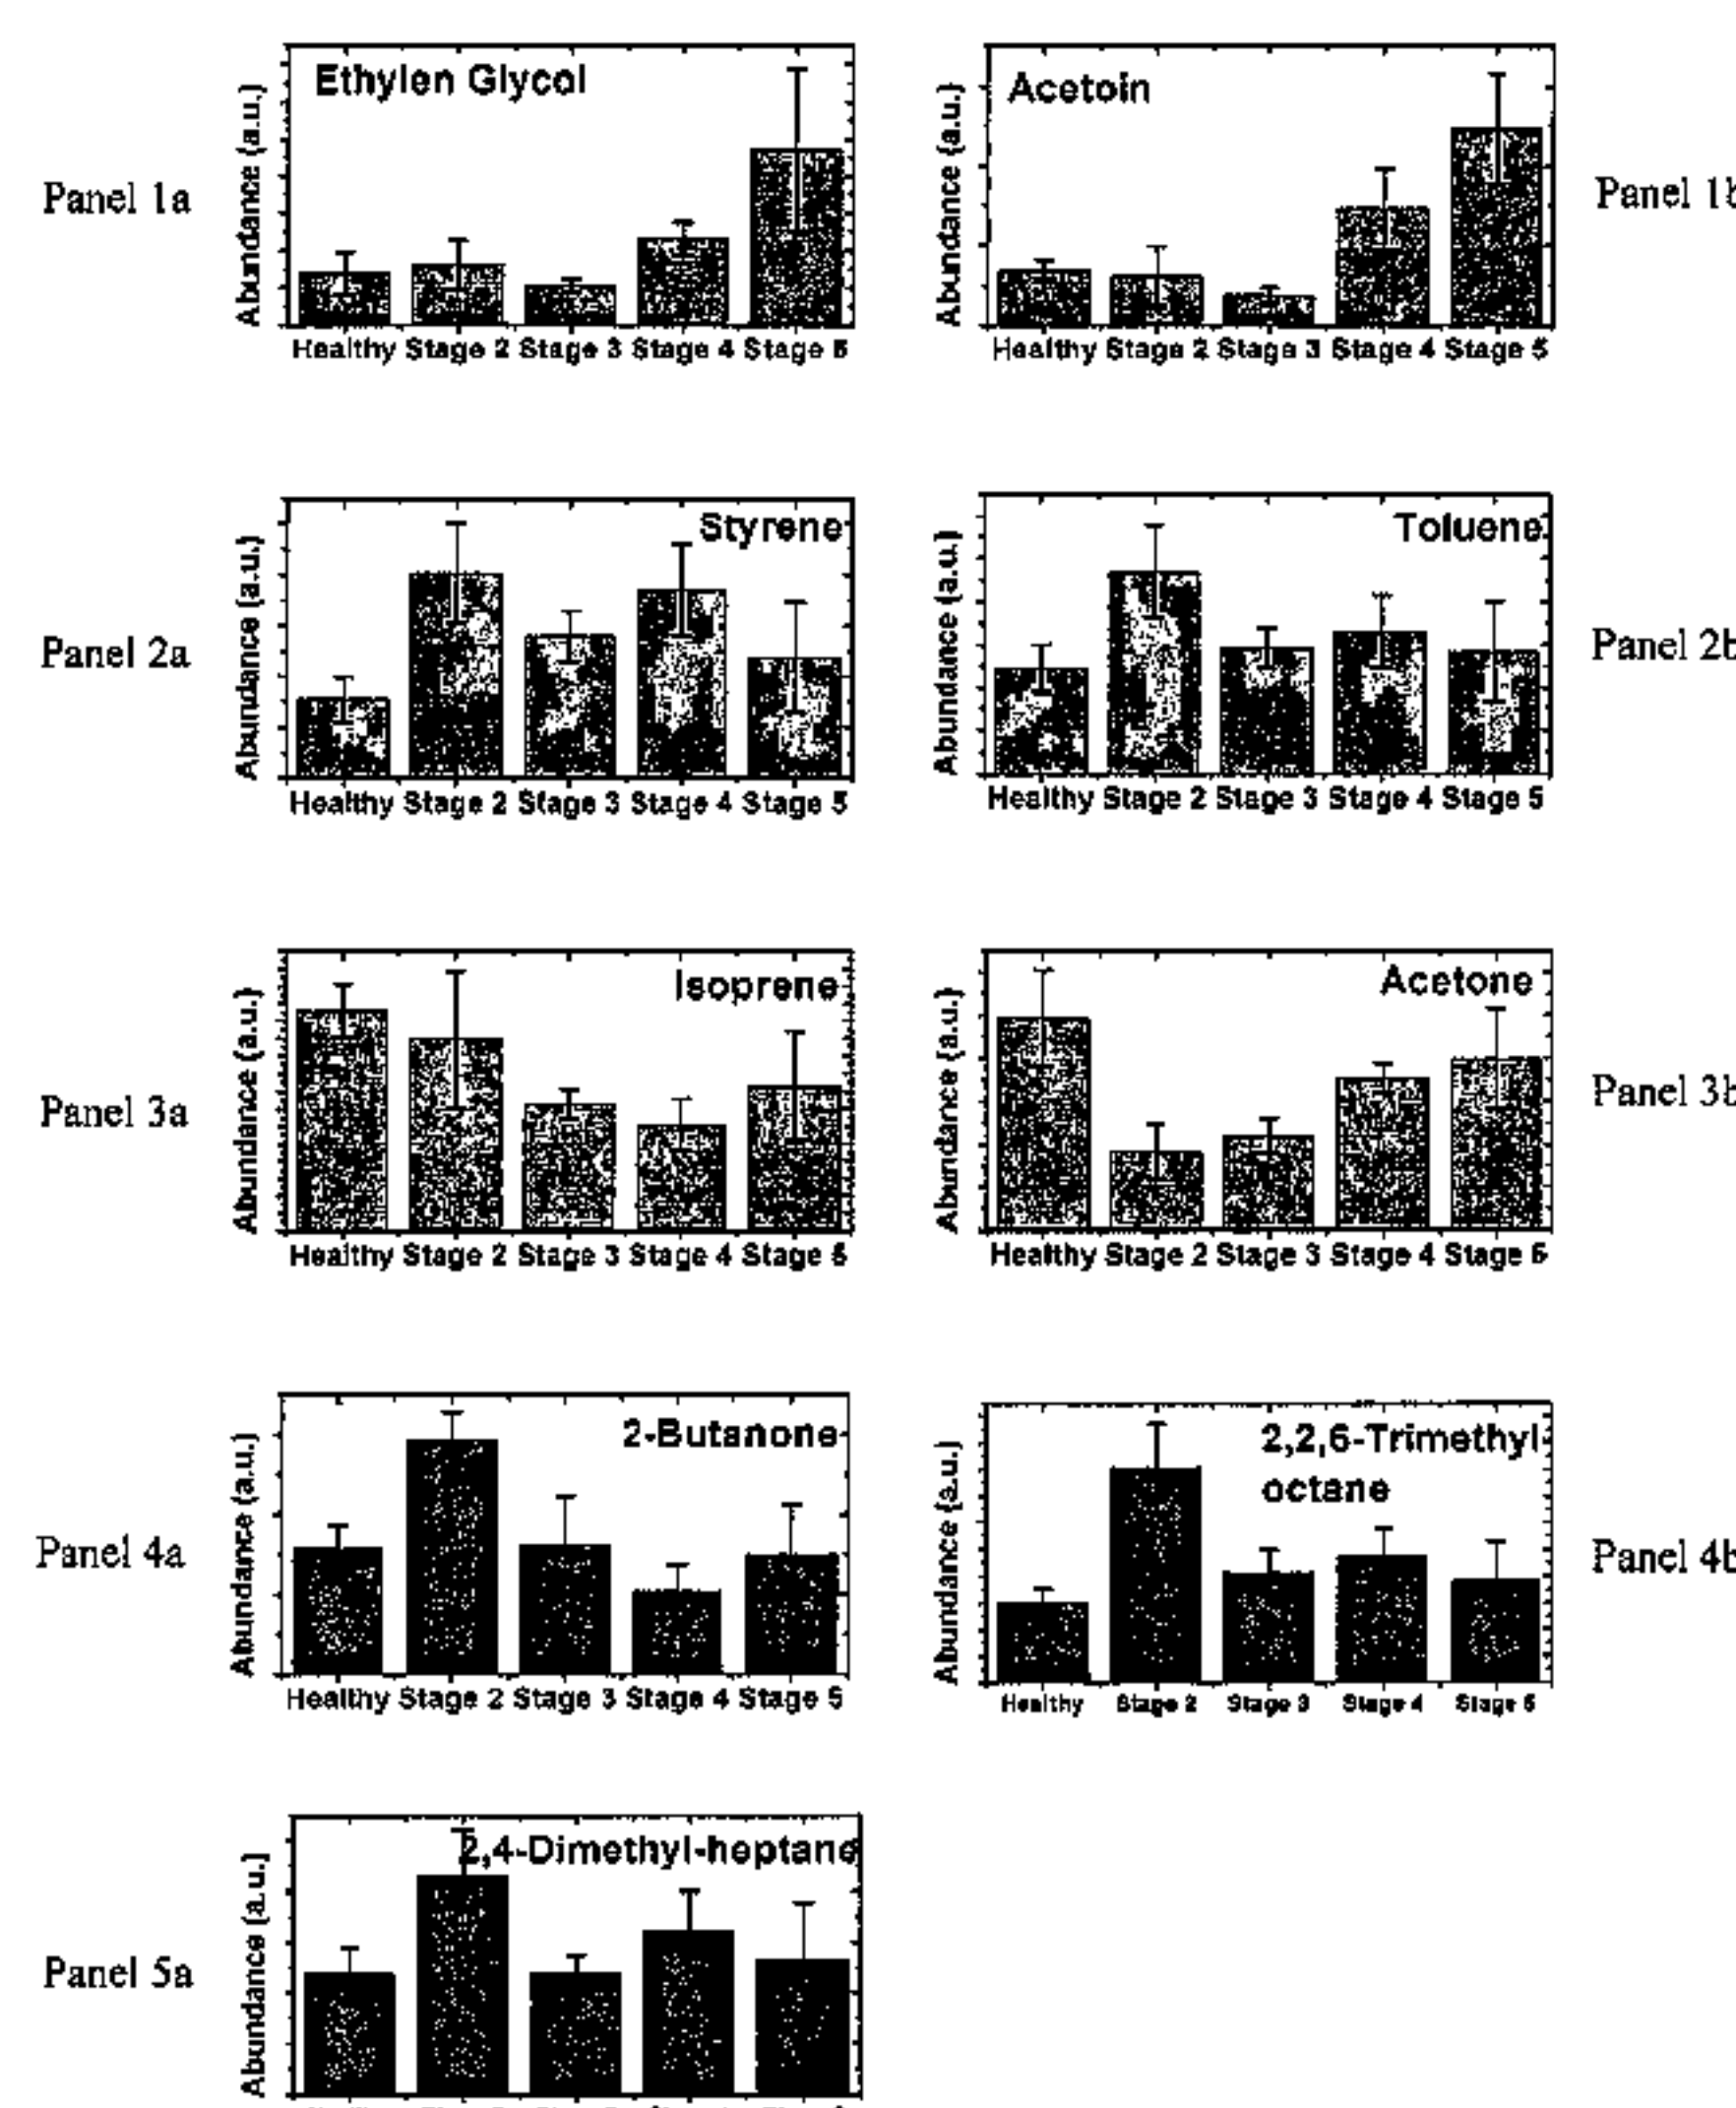 Ethylen Glycol
Abundance (a.u.)
Panel 1a
Healthy Stage 2 Stage 3 Stage 4 Stage 5
Acetoin
Abundance (a.u.)
Panel 1b
Healthy Stage 2 Stage 3 Stage 4 Stage 5
Styrene
Abundance (a.u.)
Panel 2a
Healthy Stage 2 Stage 3 Stage 4 Stage 5
Toluene
Abundance (a.u.)
Panel 2b
Healthy Stage 2 Stage 3 Stage 4 Stage 5
Isoprene
Abundance (a.u.)
Panel 3a
Healthy Stage 2 Stage 3 Stage 4 Stage 5
Acetone
Abundance (a.u.)
Panel 3b
Healthy Stage 2 Stage 3 Stage 4 Stage 5
2-Butanone
Abundance (a.u.)
Panel 4a
Healthy Stage 2 Stage 3 Stage 4 Stage 5
2,2,6-Trimethyl
octane
Abundance (a.u.)
Panel 4b
Healthy Stage 2 Stage 3 Stage 4 Stage 5
2,4-Dimethyl-heptane
Abundance (a.u.)
Panel 5a